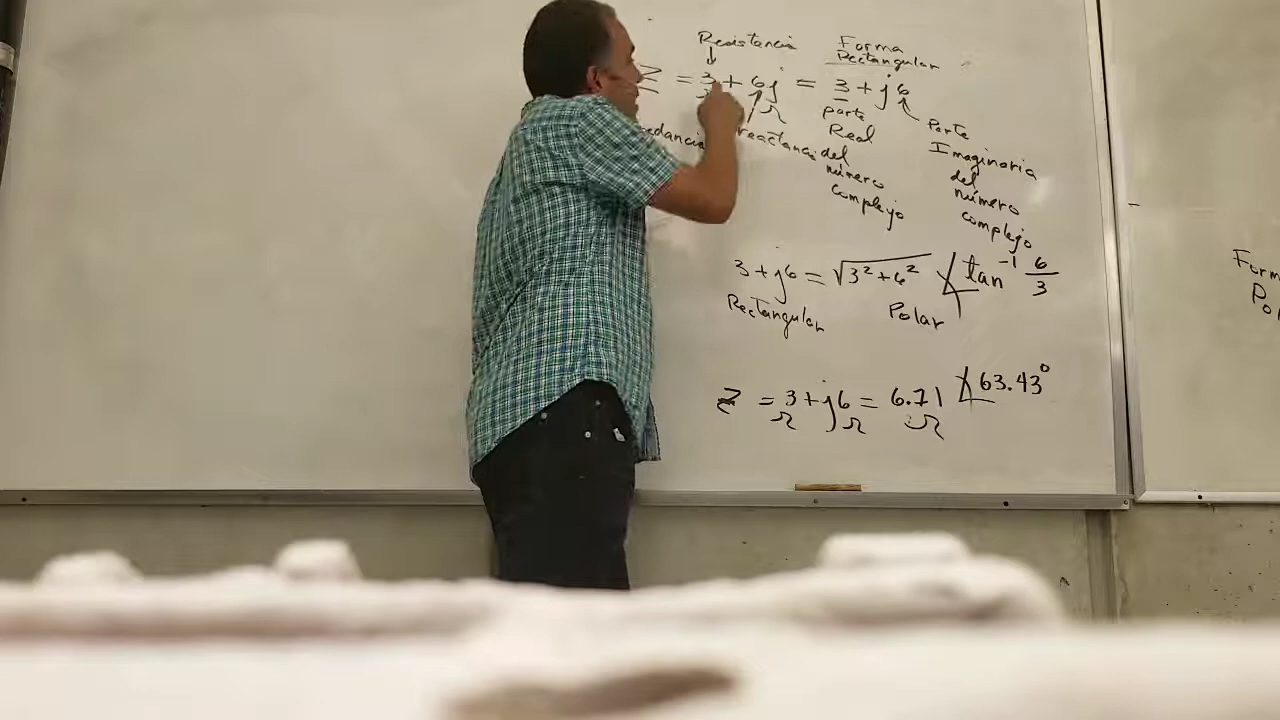 Resistencia
Forma
Rectangular
Z = 3 + 6j = 3 + j6
Ω Ω
reactancia
parte
Real
del
número
complejo
Parte
Imaginaria
del
número
complejo
3 + j6 = √3² + 6² ∠ tan⁻¹ 6/3
Rectangular Polar
Z = 3 + j6 = 6.71 ∠63.43°
Ω Ω Ω